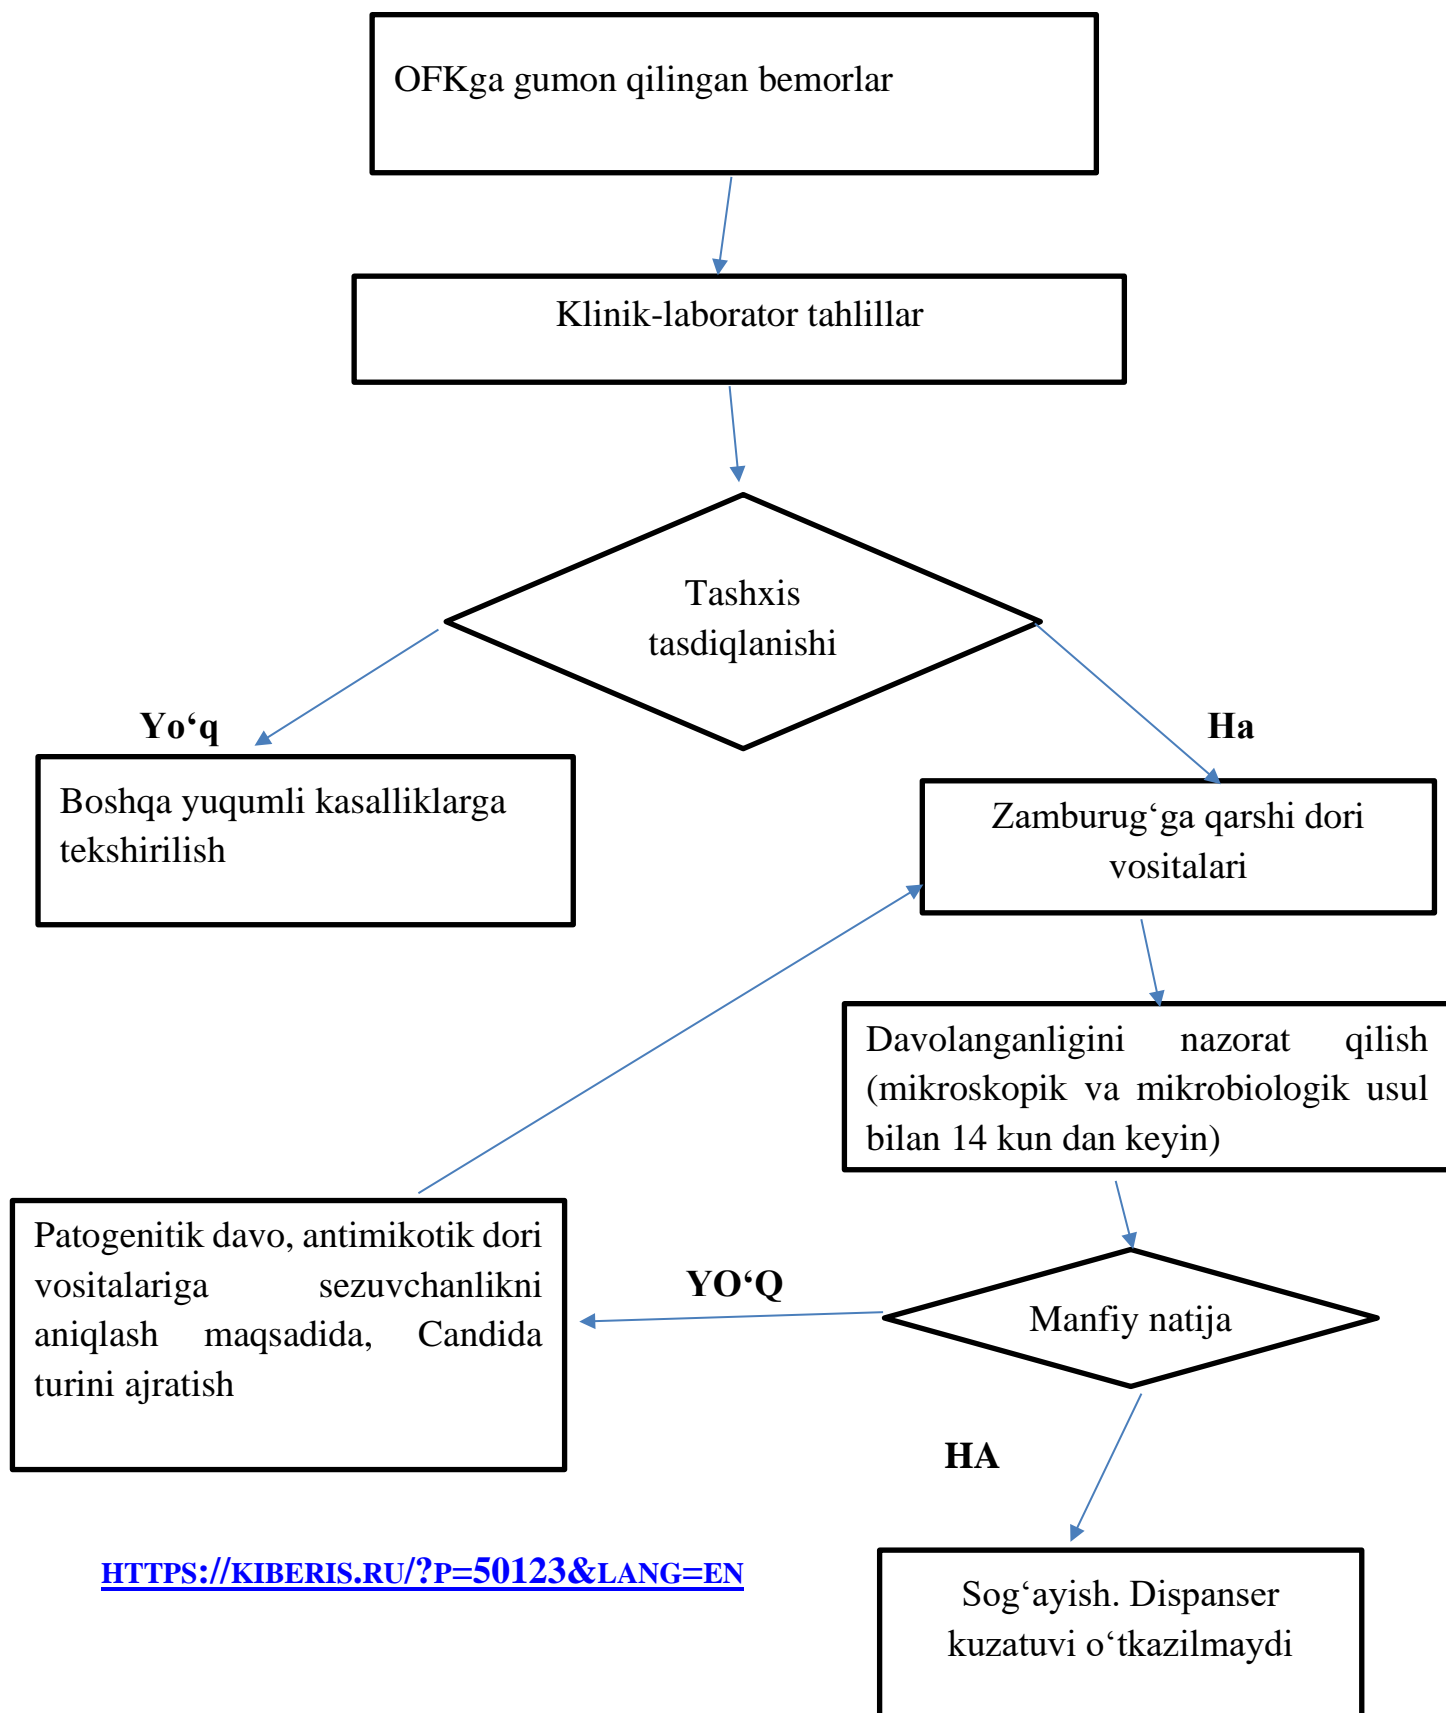 OFKga gumon qilingan bemorlar
Klinik-laborator tahlillar
Tashxis
tasdiqlanishi
Yo‘q
Ha
Boshqa yuqumli kasalliklarga
tekshirilish
Zamburug‘ga qarshi dori
vositalari
Davolanganligini nazorat qilish
(mikroskopik va mikrobiologik usul
bilan 14 kun dan keyin)
Patogenitik davo, antimikotik dori
vositalariga sezuvchanlikni
aniqlash maqsadida, Candida
turini ajratish
YO‘Q
Manfiy natija
HA
HTTPS://KIBERIS.RU/?P=50123&LANG=EN
Sog‘ayish. Dispanser
kuzatuvi o‘tkazilmaydi